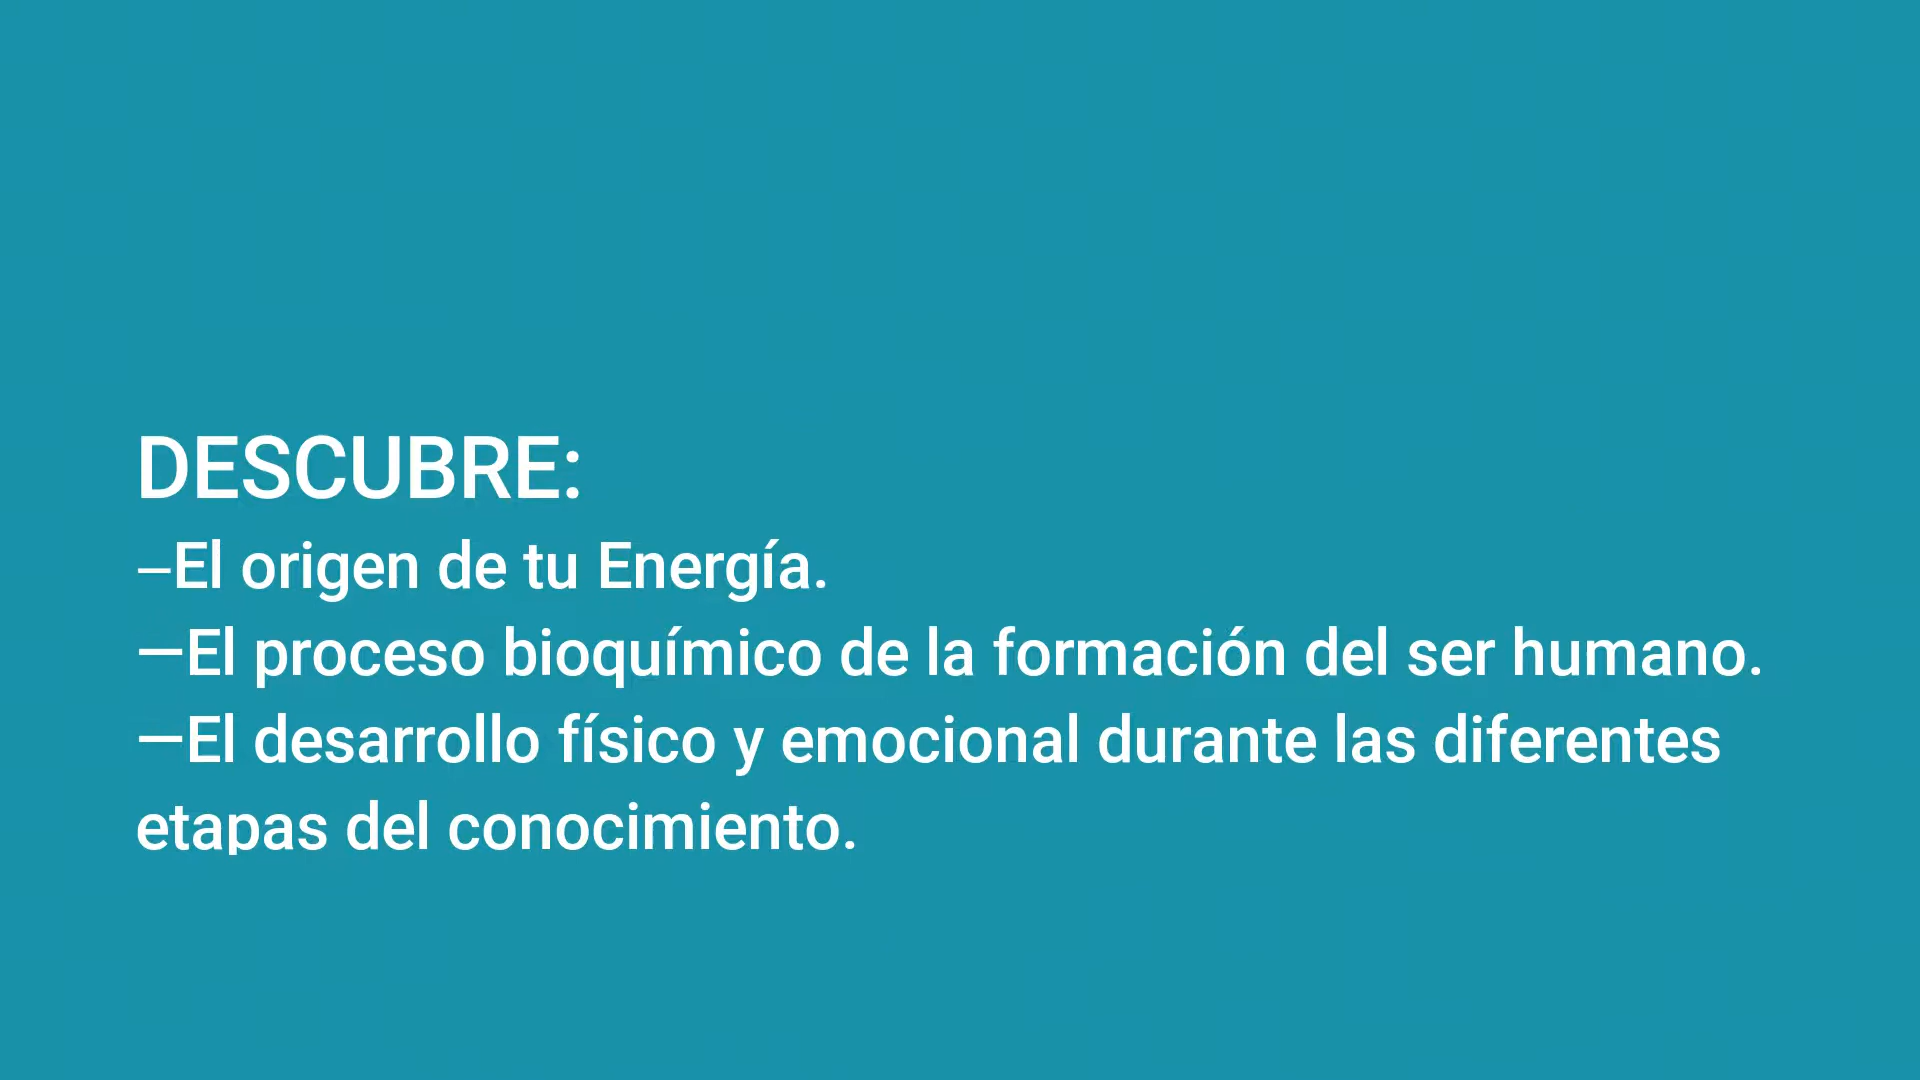 DESCUBRE:
–El origen de tu Energía.
—El proceso bioquímico de la formación del ser humano.
—El desarrollo físico y emocional durante las diferentes
etapas del conocimiento.